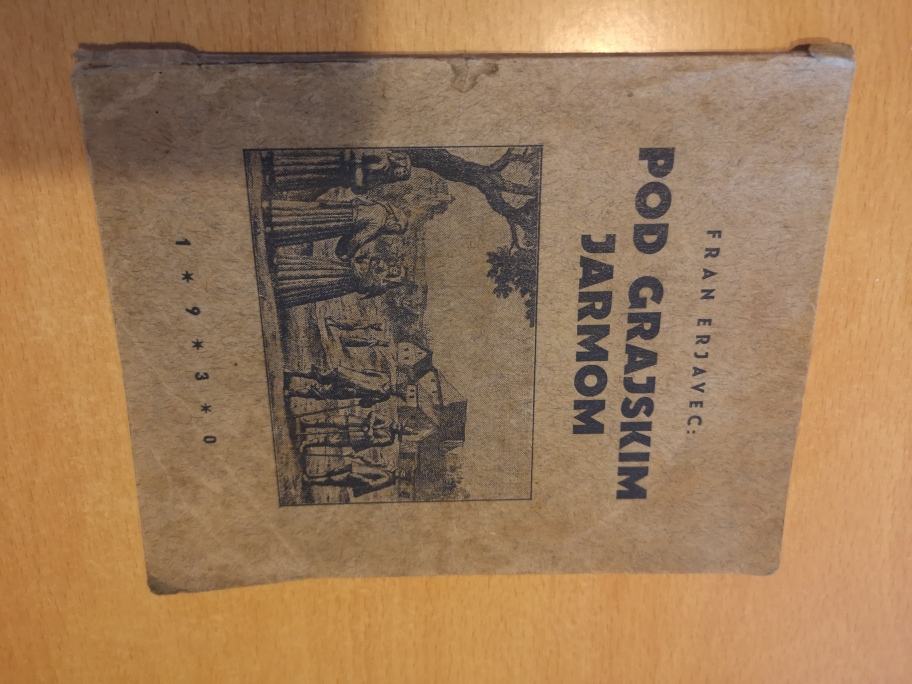 FRAN ERJAVEC:
POD GRAJSKIM
JARMOM
1 * 9 * 3 * 0